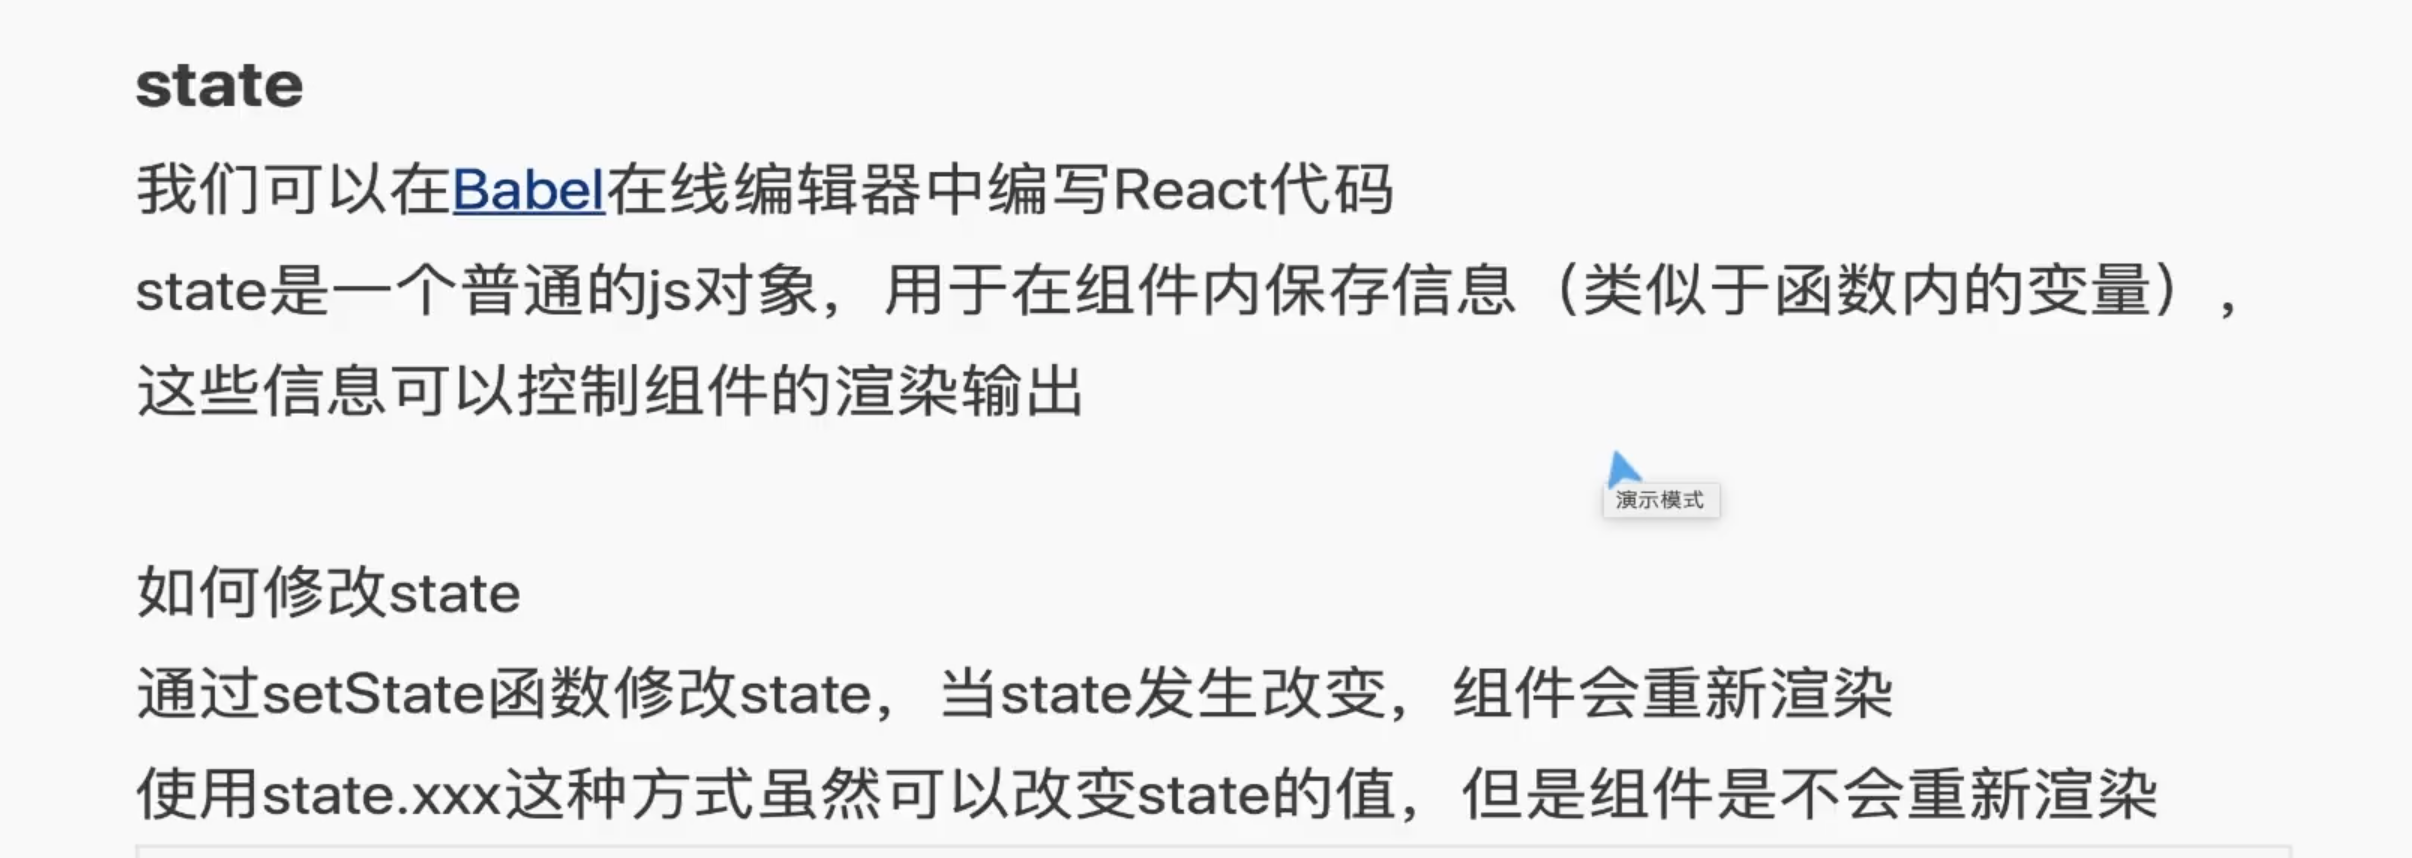 state
我们可以在Babel在线编辑器中编写React代码
state是一个普通的js对象，用于在组件内保存信息（类似于函数内的变量），
这些信息可以控制组件的渲染输出
演示模式
如何修改state
通过setState函数修改state，当state发生改变，组件会重新渲染
使用state.xxx这种方式虽然可以改变state的值，但是组件是不会重新渲染